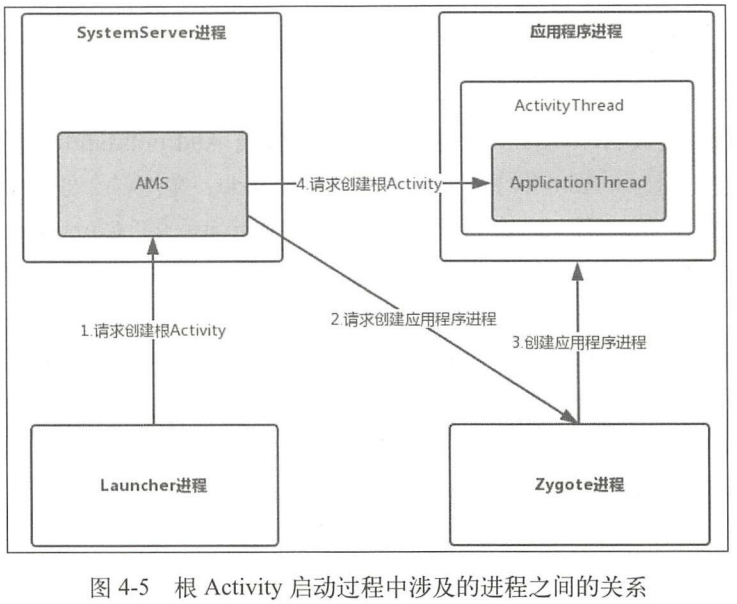 SystemServer进程
应用程序进程
ActivityThread
AMS
4.请求创建根Activity
ApplicationThread
1.请求创建根Activity
2.请求创建应用程序进程
3.创建应用程序进程
Launcher进程
Zygote进程
图 4-5 根 Activity 启动过程中涉及的进程之间的关系